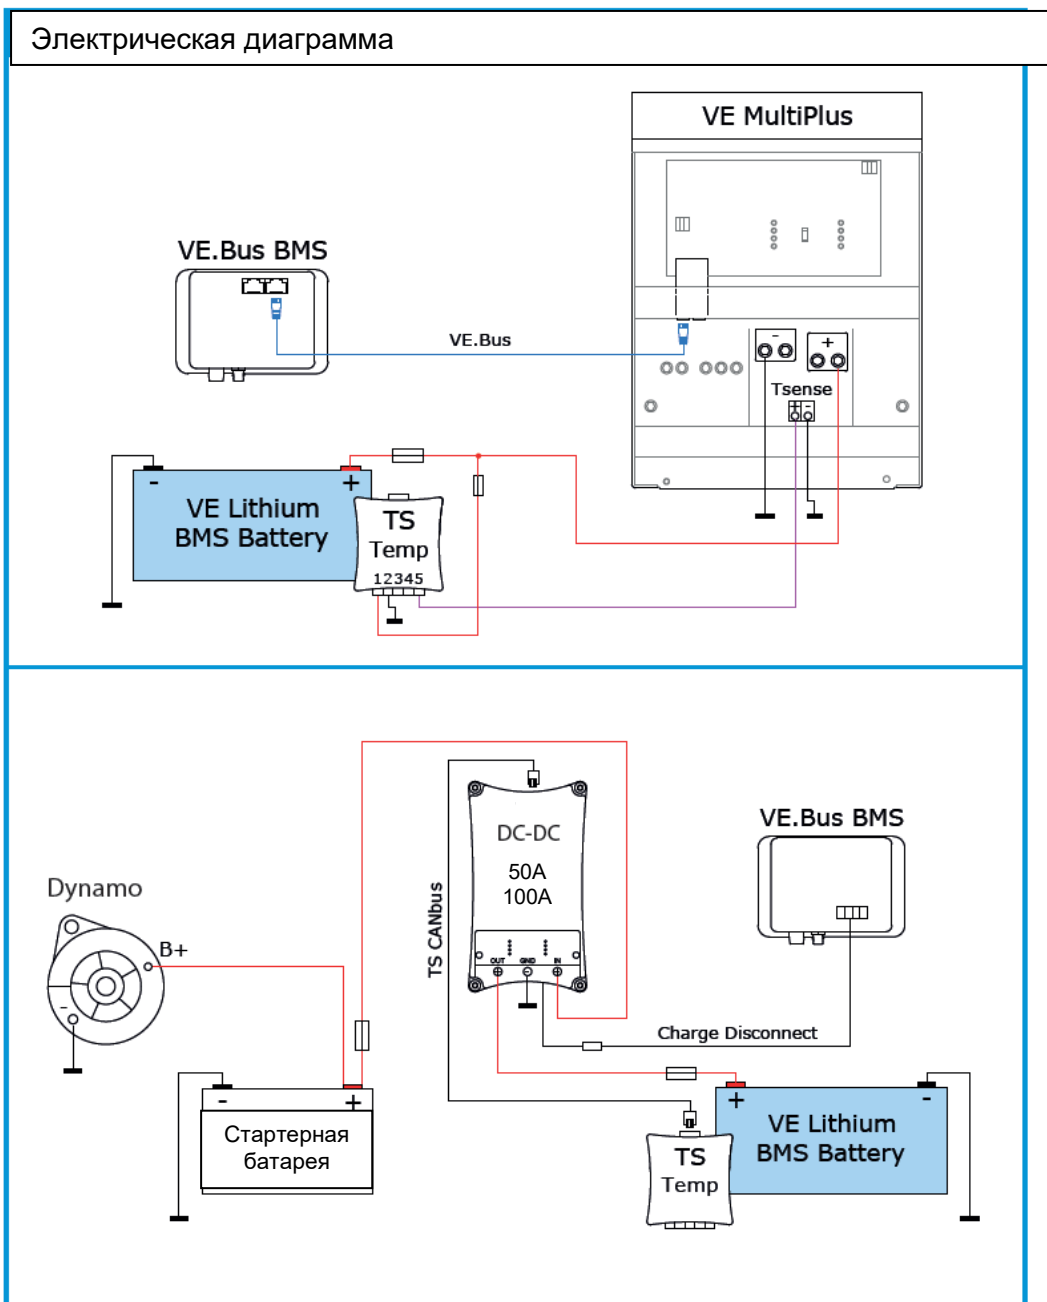 Электрическая диаграмма
VE MultiPlus
VE.Bus BMS
VE.Bus
- +
Tsense
+ -
- +
VE Lithium
BMS Battery
TS
Temp
12345
Dynamo
B+
-
TS CANbus
DC-DC
50A
100A
OUT GND IN
VE.Bus BMS
Charge Disconnect
- +
Стартерная
батарея
+ -
VE Lithium
BMS Battery
TS
Temp